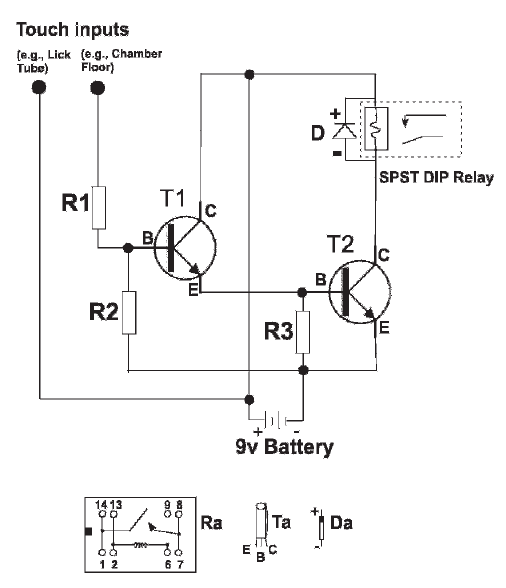 Touch inputs
(e.g., Lick Tube)
(e.g., Chamber Floor)
+
D
-
SPST DIP Relay
R1
T1
C
B
E
T2
C
B
E
R2
R3
+ -
9v Battery
14 13 9 8
1 2 6 7
Ra
Ta
E B C
+
Da
-